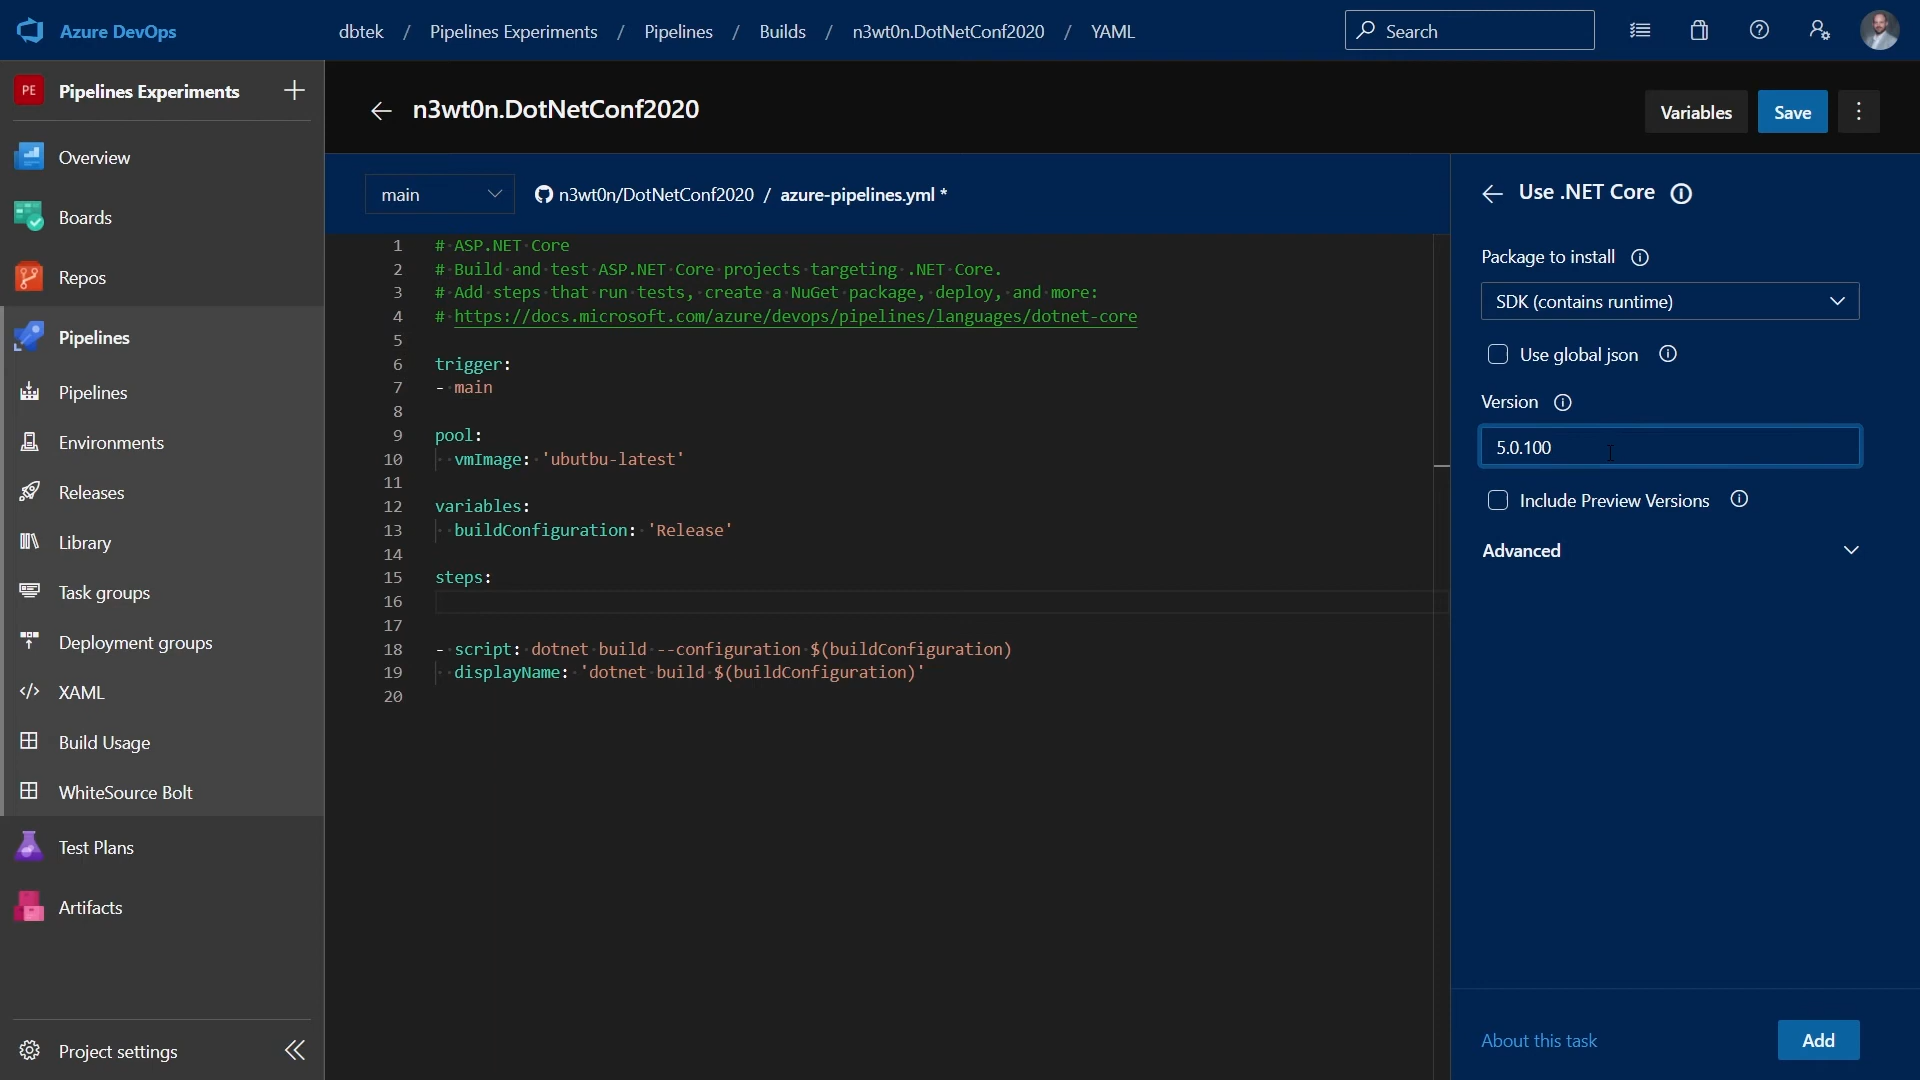 Azure DevOps
dbtek / Pipelines Experiments / Pipelines / Builds / n3wt0n.DotNetConf2020 / YAML
Search
PE Pipelines Experiments
Overview
Boards
Repos
Pipelines
Pipelines
Environments
Releases
Library
Task groups
Deployment groups
XAML
Build Usage
WhiteSource Bolt
Test Plans
Artifacts
Project settings
n3wt0n.DotNetConf2020
Variables
Save
main
n3wt0n/DotNetConf2020 / azure-pipelines.yml *
1 # ASP.NET Core
2 # Build and test ASP.NET Core projects targeting .NET Core.
3 # Add steps that run tests, create a NuGet package, deploy, and more:
4 # https://docs.microsoft.com/azure/devops/pipelines/languages/dotnet-core
5
6 trigger:
7 - main
8
9 pool:
10 vmImage: 'ubutbu-latest'
11
12 variables:
13 buildConfiguration: 'Release'
14
15 steps:
16
17
18 - script: dotnet build --configuration $(buildConfiguration)
19 displayName: 'dotnet build $(buildConfiguration)'
20
Use .NET Core
Package to install
SDK (contains runtime)
Use global json
Version
5.0.100
Include Preview Versions
Advanced
About this task
Add